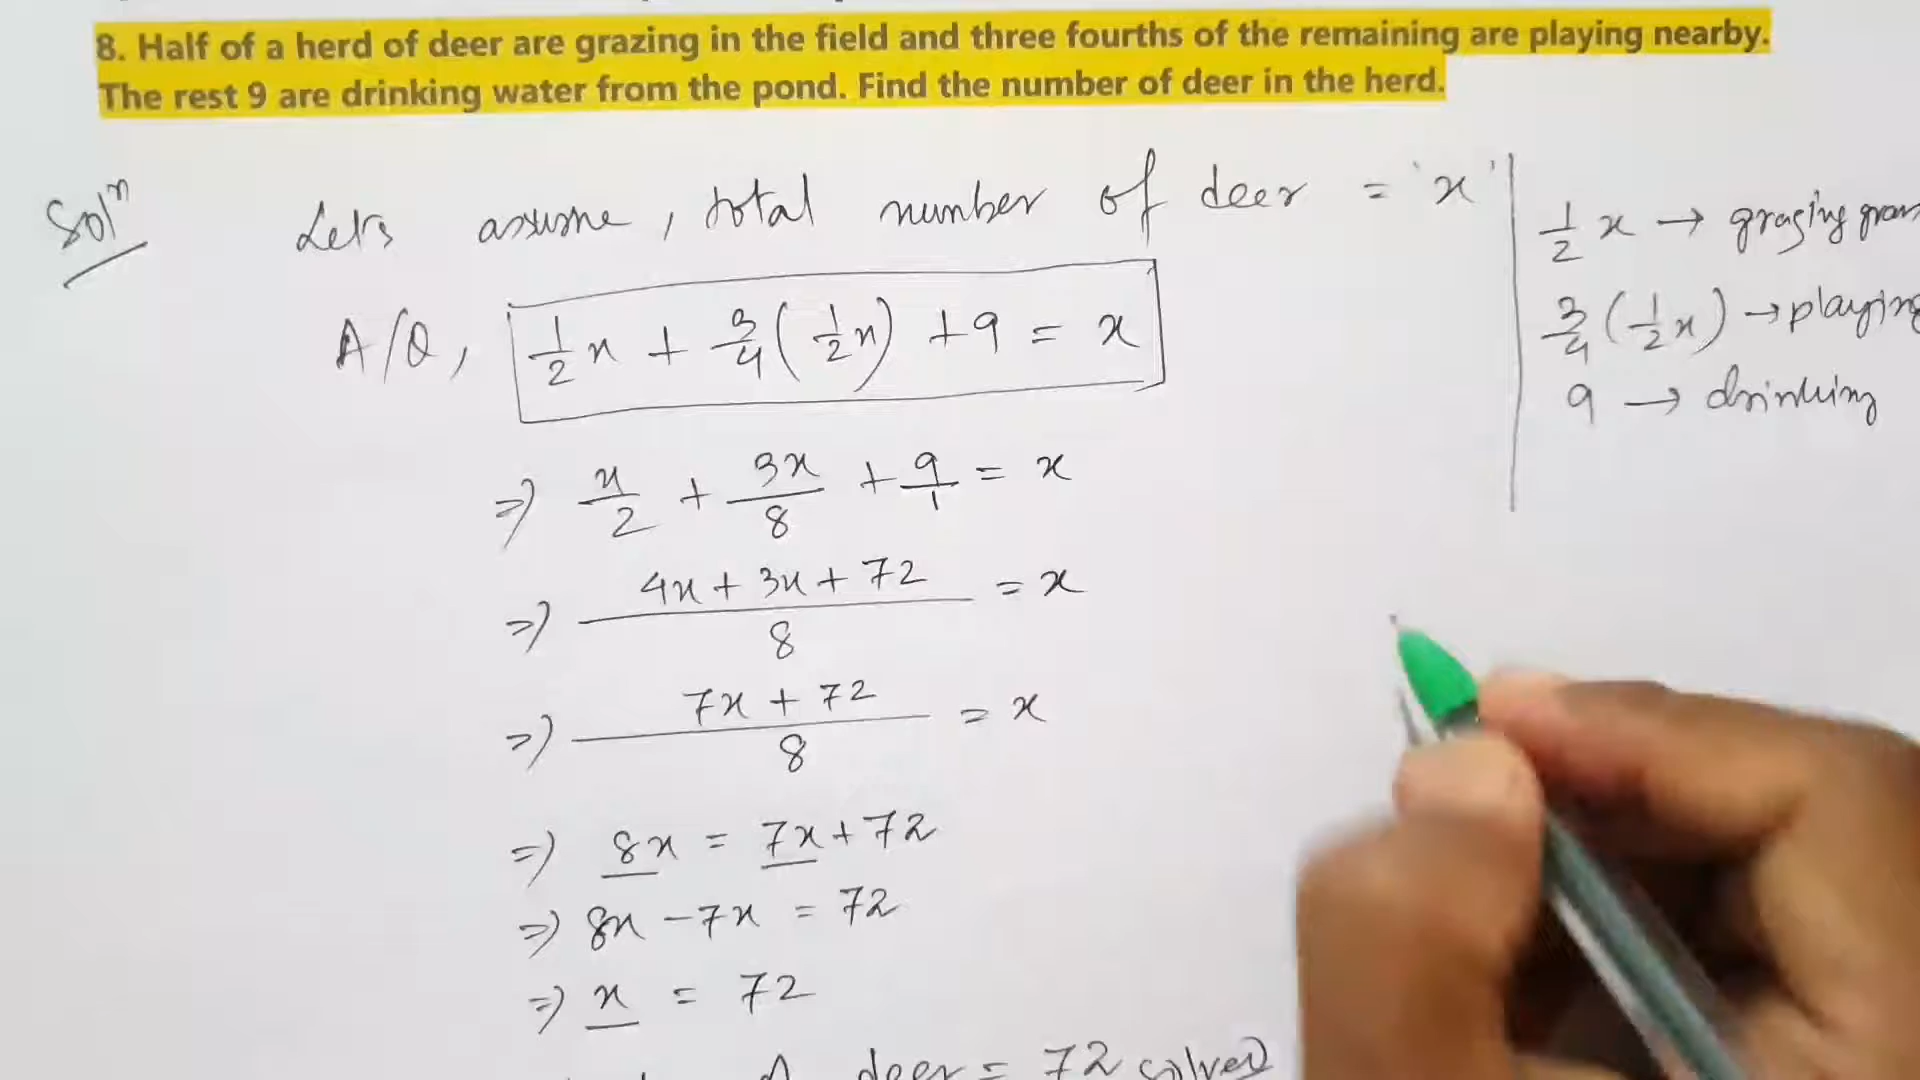 8. Half of a herd of deer are grazing in the field and three fourths of the remaining are playing nearby.
The rest 9 are drinking water from the pond. Find the number of deer in the herd.
Solⁿ
Lets assume, total number of deer = 'x'
A/Q, 1/2 x + 3/4 (1/2 x) + 9 = x
⇒ x/2 + 3x/8 + 9/1 = x
⇒ (4x + 3x + 72)/8 = x
⇒ (7x + 72)/8 = x
⇒ 8x = 7x + 72
⇒ 8x - 7x = 72
⇒ x = 72
deer = 72 solved
1/2 x → grazing
3/4 (1/2 x) → playing
9 → drinking